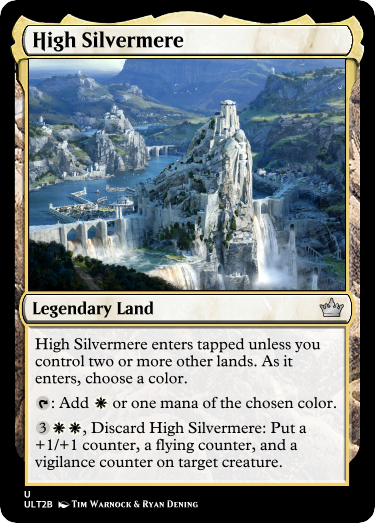 High Silvermere
Legendary Land
High Silvermere enters tapped unless you
control two or more other lands. As it
enters, choose a color.
: Add or one mana of the chosen color.
3 , Discard High Silvermere: Put a
+1/+1 counter, a flying counter, and a
vigilance counter on target creature.
U
ULT2B Tim Warnock & Ryan Dening